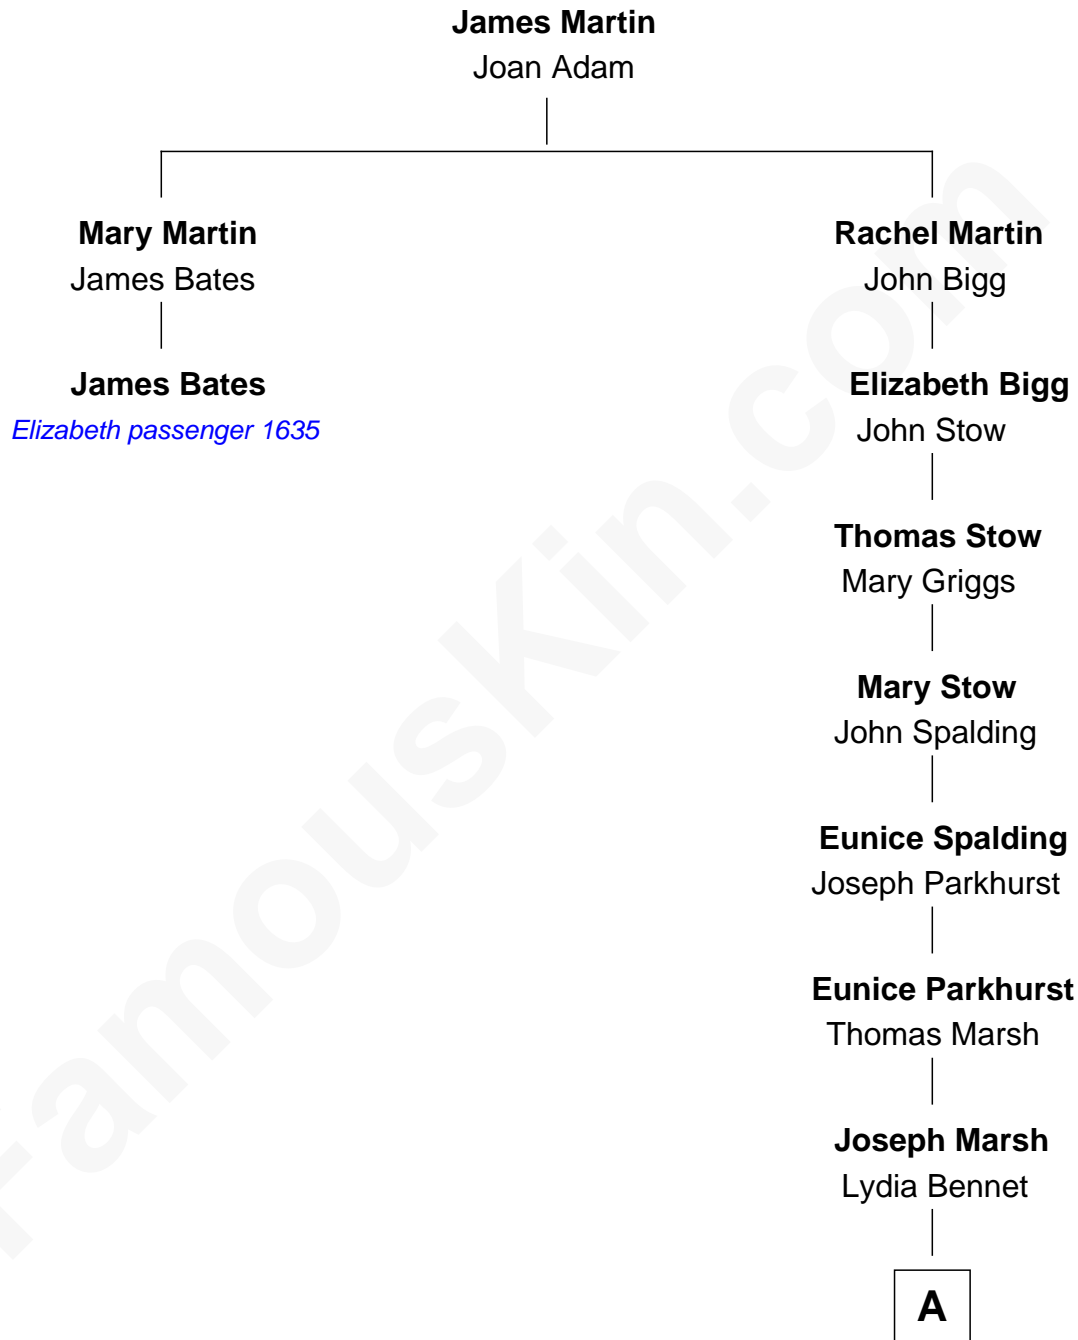 James Martin
Joan Adam
Mary Martin
James Bates
Rachel Martin
John Bigg
James Bates
Elizabeth passenger 1635
Elizabeth Bigg
John Stow
Thomas Stow
Mary Griggs
Mary Stow
John Spalding
Eunice Spalding
Joseph Parkhurst
Eunice Parkhurst
Thomas Marsh
Joseph Marsh
Lydia Bennet
A
FamousKin.com